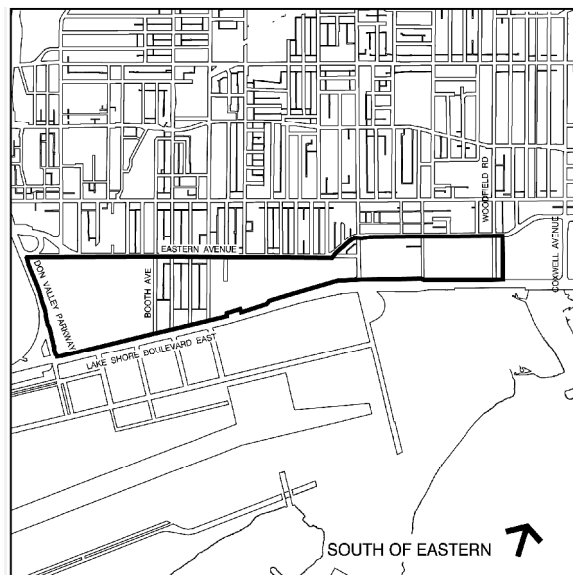 WOODFIELD RD
COXWELL AVENUE
EASTERN AVENUE
DON VALLEY PARKWAY
BOOTH AVE
LAKE SHORE BOULEVARD EAST
SOUTH OF EASTERN